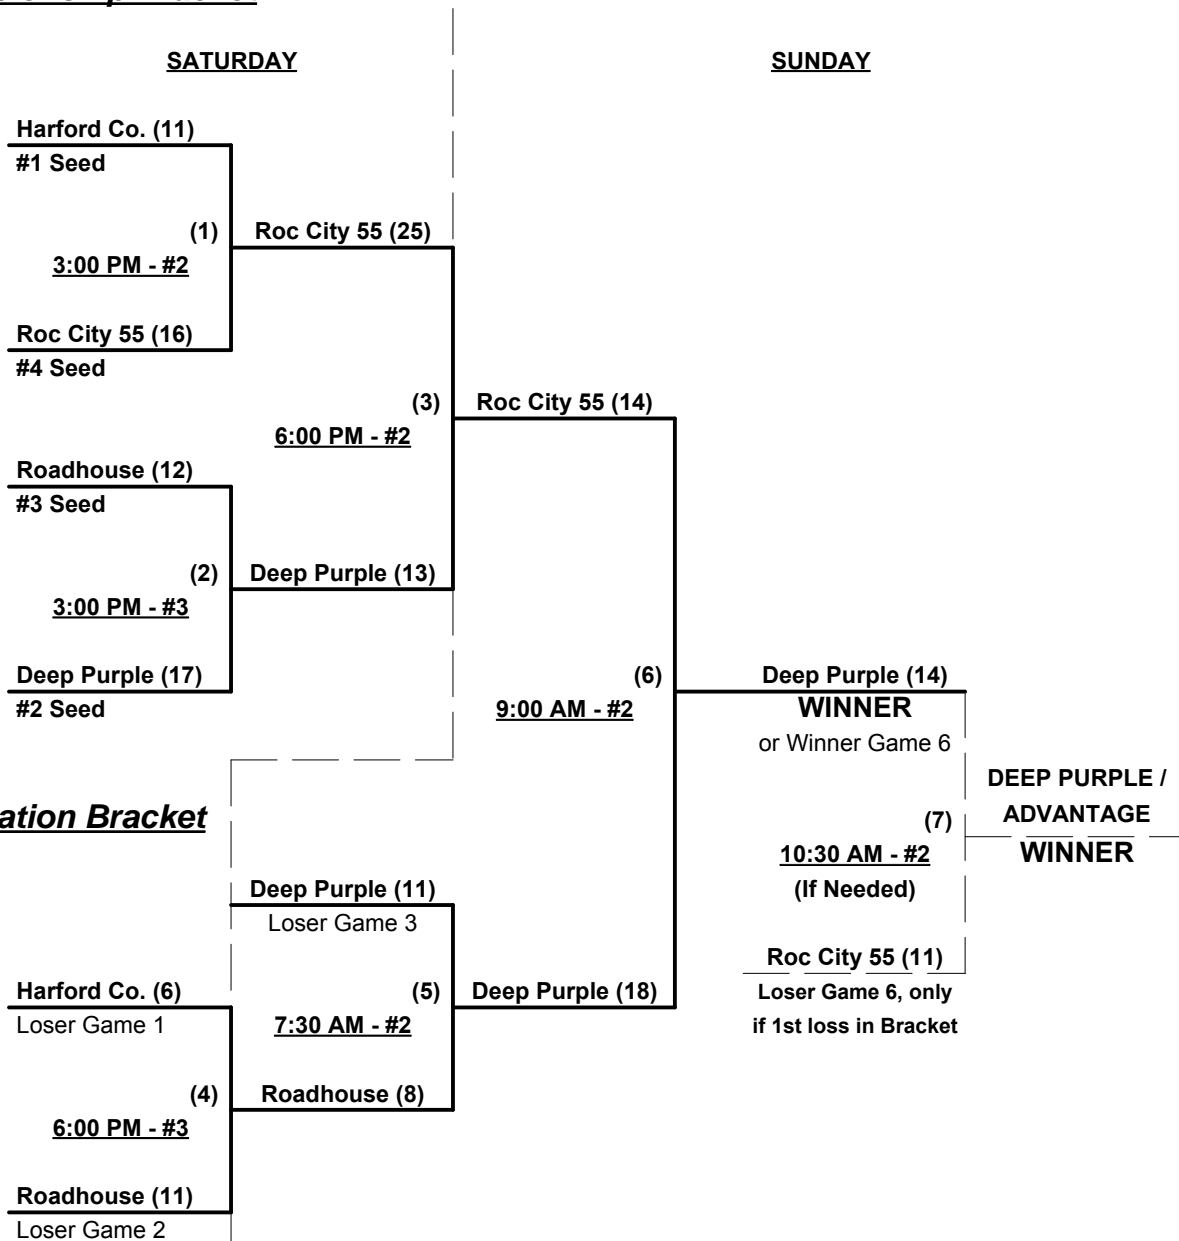 SATURDAY
SUNDAY
Harford Co. (11)
#1 Seed
(1)
Roc City 55 (25)
3:00 PM - #2
Roc City 55 (16)
#4 Seed
(3)
Roc City 55 (14)
6:00 PM - #2
Roadhouse (12)
#3 Seed
(2)
Deep Purple (13)
3:00 PM - #3
Deep Purple (17)
#2 Seed
(6)
Deep Purple (14)
9:00 AM - #2
WINNER
or Winner Game 6
DEEP PURPLE /
ADVANTAGE
WINNER
ation Bracket
(7)
10:30 AM - #2
(If Needed)
Deep Purple (11)
Loser Game 3
Roc City 55 (11)
Loser Game 6, only
if 1st loss in Bracket
Harford Co. (6)
Loser Game 1
(5)
Deep Purple (18)
7:30 AM - #2
(4)
Roadhouse (8)
6:00 PM - #3
Roadhouse (11)
Loser Game 2